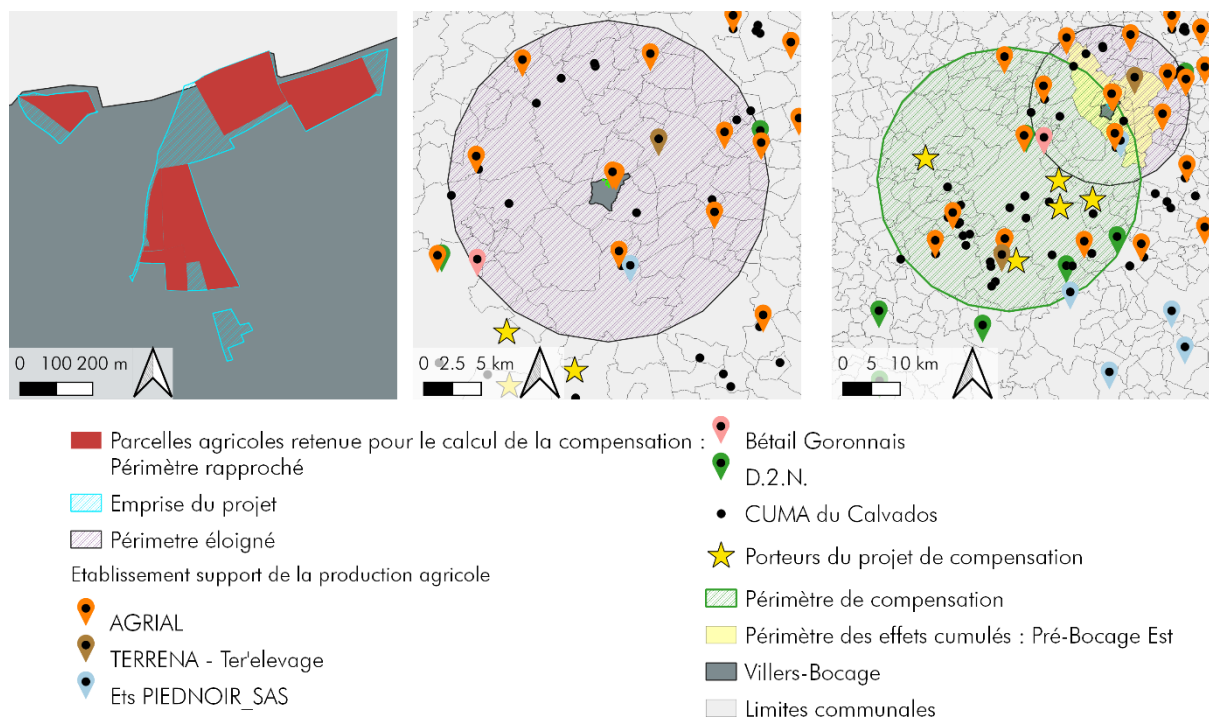 0 100 200 m
0 2.5 5 km
0 5 10 km
Parcelles agricoles retenue pour le calcul de la compensation :
Périmètre rapproché
Emprise du projet
Périmetre éloigné
Etablissement support de la production agricole
AGRIAL
TERRENA - Ter'elevage
Ets PIEDNOIR_SAS
Bétail Goronnais
D.2.N.
CUMA du Calvados
Porteurs du projet de compensation
Périmètre de compensation
Périmètre des effets cumulés : Pré-Bocage Est
Villers-Bocage
Limites communales